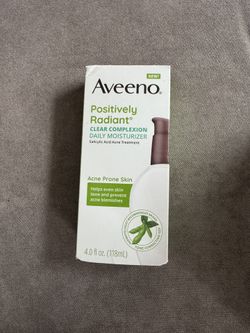 NEW!
Aveeno®
Positively
Radiant®
CLEAR COMPLEXION
DAILY MOISTURIZER
Salicylic Acid Acne Treatment
Acne Prone Skin
Helps even skin
tone and prevent
acne blemishes
4.0 fl oz. (118mL)